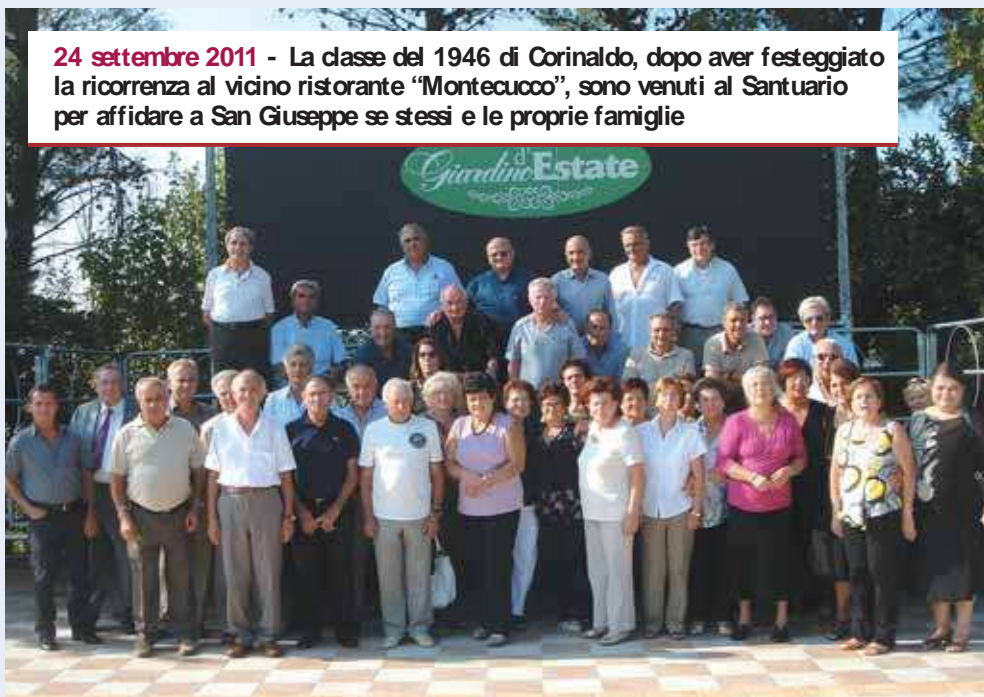 24 settembre 2011 - La classe del 1946 di Corinaldo, dopo aver festeggiato
la ricorrenza al vicino ristorante “Montecucco”, sono venuti al Santuario
per affidare a San Giuseppe se stessi e le proprie famiglie
Giardino d'Estate